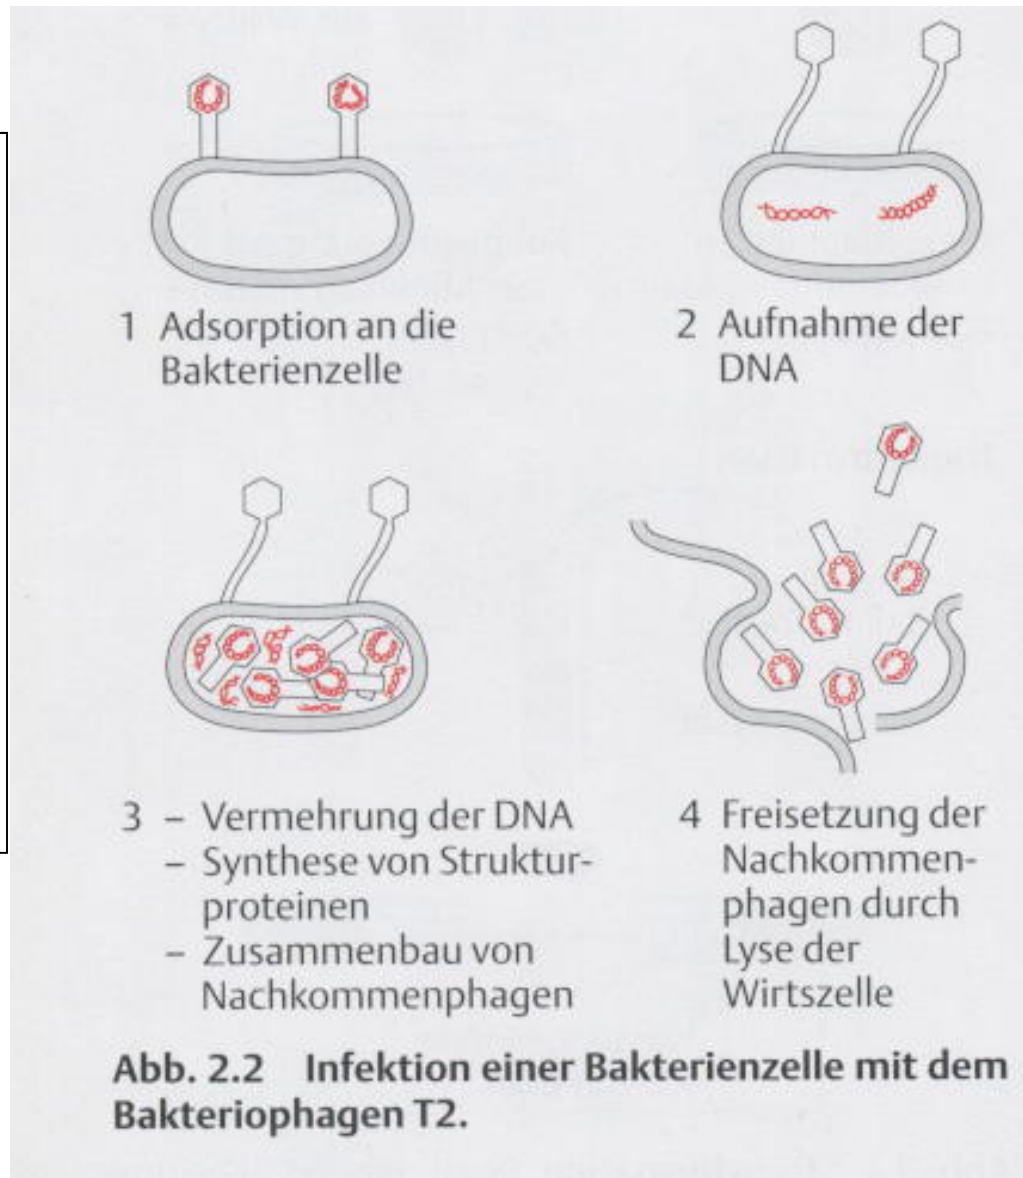 1 Adsorption an die
Bakterienzelle
2 Aufnahme der
DNA
3 – Vermehrung der DNA
– Synthese von Struktur-
proteinen
– Zusammenbau von
Nachkommenphagen
4 Freisetzung der
Nachkommen-
phagen durch
Lyse der
Wirtszelle
Abb. 2.2 Infektion einer Bakterienzelle mit dem
Bakteriophagen T2.